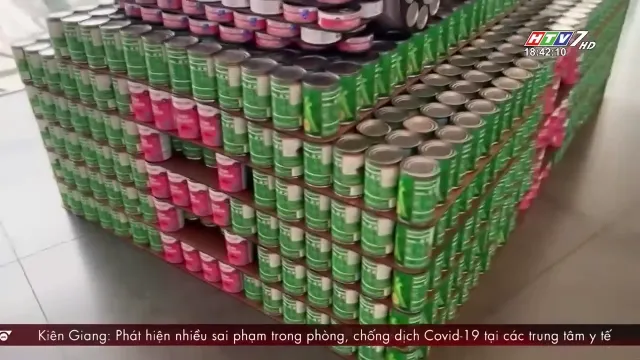 HTV7 HD
18:42:10
Kiên Giang: Phát hiện nhiều sai phạm trong phòng, chống dịch Covid-19 tại các trung tâm y tế